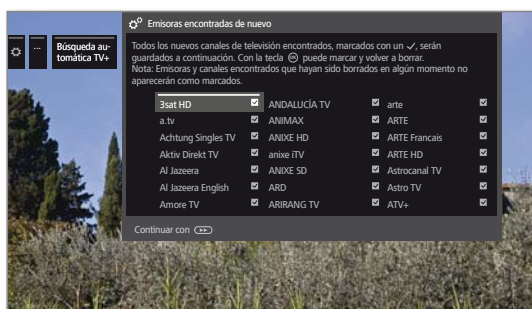 Emisoras encontradas de nuevo
...
Búsqueda au-
tomática TV+
Todos los nuevos canales de televisión encontrados, marcados con un ✓, serán
guardados a continuación. Con la tecla OK puede marcar y volver a borrar.
Nota: Emisoras y canales encontrados que hayan sido borrados en algún momento no
aparecerán como marcados.
3sat HD ANDALUCÍA TV arte
a.tv ANIMAX ARTE
Achtung Singles TV ANIXE HD ARTE Francais
Aktiv Direkt TV anixe iTV ARTE HD
Al Jazeera ANIXE SD Astrocanal TV
Al Jazeera English ARD Astro TV
Amore TV ARIRANG TV ATV+
Continuar con